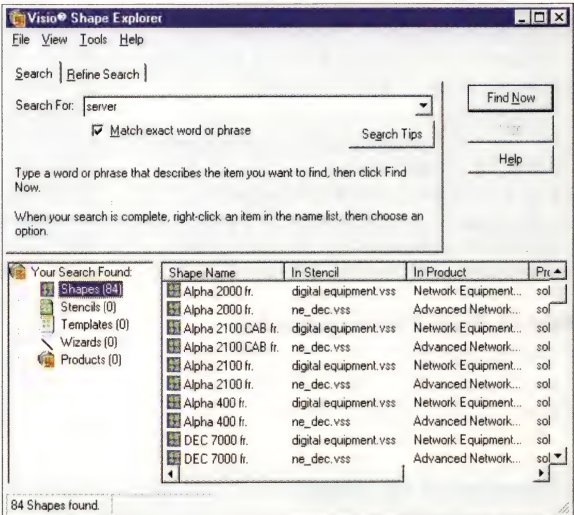 Visio® Shape Explorer
File View Tools Help
Search Refine Search
Search For: server
Match exact word or phrase
Search Tips
Find Now
Help
Type a word or phrase that describes the item you want to find, then click Find
Now.
When your search is complete, right-click an item in the name list, then choose an
option.
Your Search Found:
Shapes (84)
Stencils (0)
Templates (0)
Wizards (0)
Products (0)
Shape Name In Stencil In Product Prc
Alpha 2000 fr. digital equipment.vss Network Equipment... sol
Alpha 2000 fr. ne_dec.vss Advanced Network... sol
Alpha 2100 CAB fr. digital equipment.vss Network Equipment... sol
Alpha 2100 CAB fr. ne_dec.vss Advanced Network... sol
Alpha 2100 fr. digital equipment.vss Network Equipment... sol
Alpha 2100 fr. ne_dec.vss Advanced Network... sol
Alpha 400 fr. digital equipment.vss Network Equipment... sol
Alpha 400 fr. ne_dec.vss Advanced Network... sol
DEC 7000 fr. digital equipment.vss Network Equipment... sol
DEC 7000 fr. ne_dec.vss Advanced Network... sol
84 Shapes found.